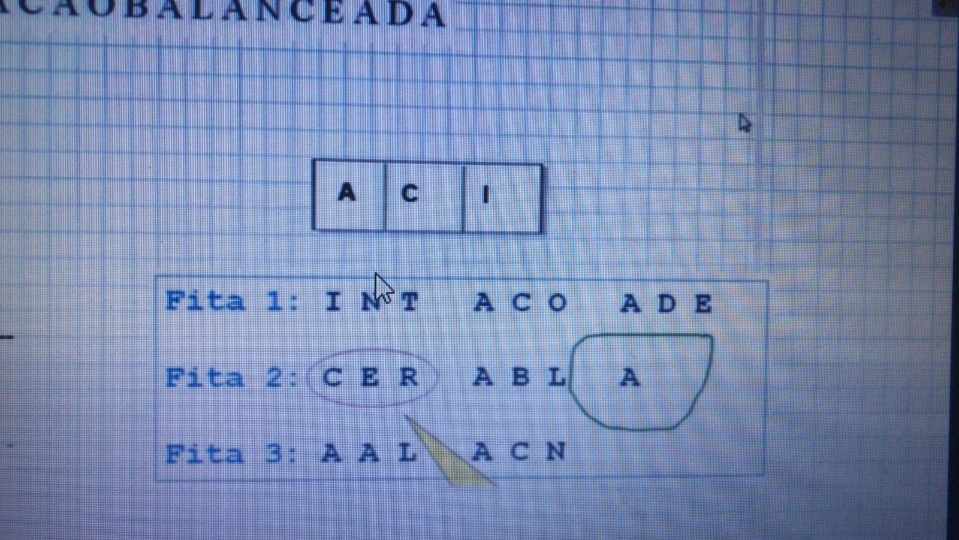 ACAOBALANCEADA
A C I
Fita 1: I N T A C O A D E
Fita 2: C E R A B L A
Fita 3: A A L A C N